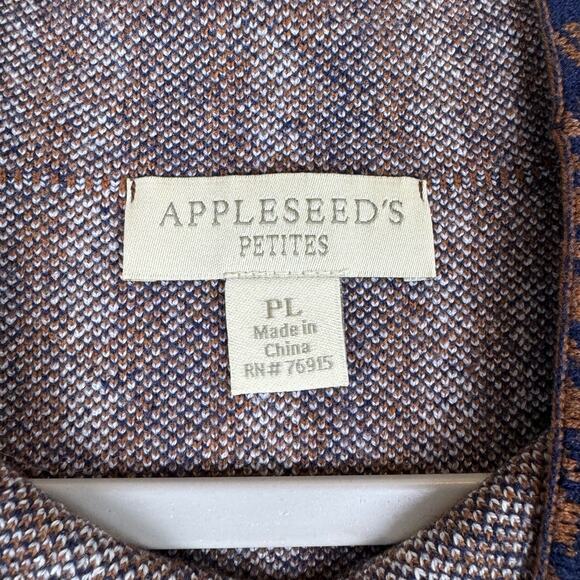 APPLESEED'S
PETITES
PL
Made in
China
RN# 76915